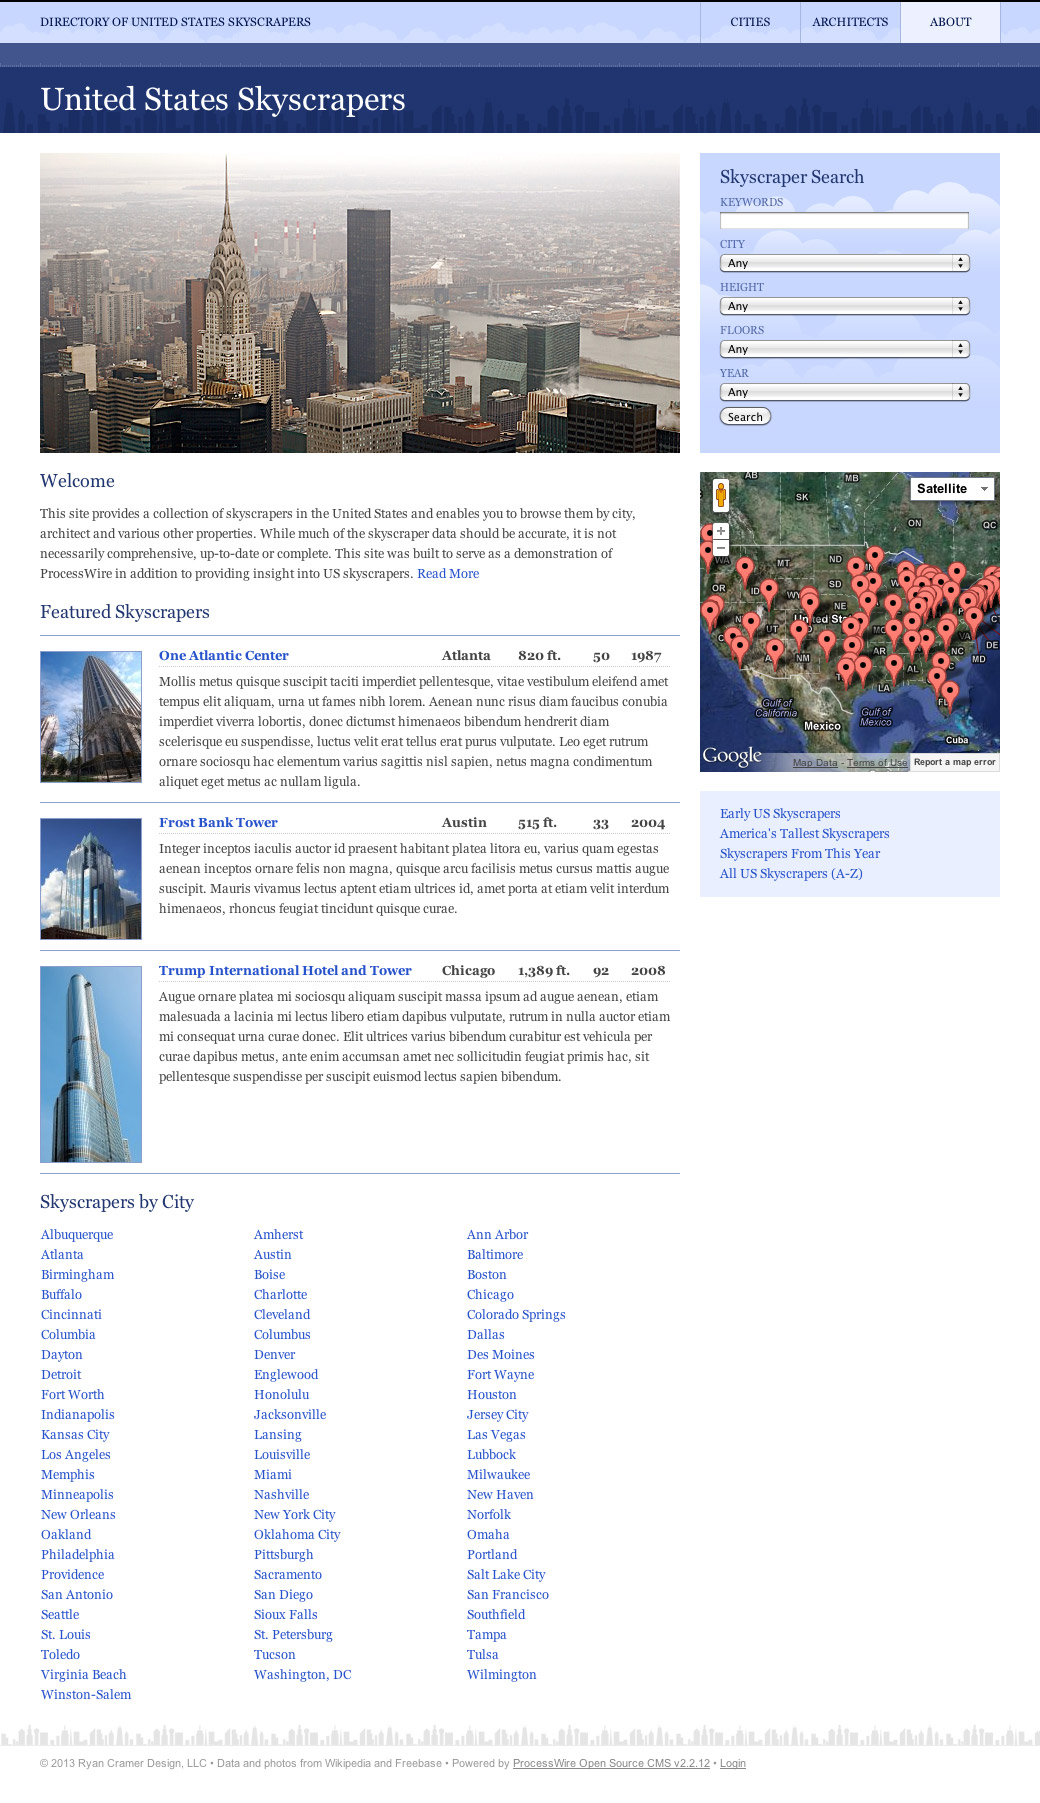 DIRECTORY OF UNITED STATES SKYSCRAPERS
CITIES
ARCHITECTS
ABOUT
United States Skyscrapers
Skyscraper Search
KEYWORDS
CITY
Any
HEIGHT
Any
FLOORS
Any
YEAR
Any
Search
Welcome
This site provides a collection of skyscrapers in the United States and enables you to browse them by city,
architect and various other properties. While much of the skyscraper data should be accurate, it is not
necessarily comprehensive, up-to-date or complete. This site was built to serve as a demonstration of
ProcessWire in addition to providing insight into US skyscrapers. Read More
Featured Skyscrapers
One Atlantic Center Atlanta 820 ft. 50 1987
Mollis metus quisque suscipit taciti imperdiet pellentesque, vitae vestibulum eleifend amet
tempus elit aliquam, urna ut fames nibh lorem. Aenean nunc risus diam faucibus conubia
imperdiet viverra lobortis, donec dictumst himenaeos bibendum hendrerit diam
scelerisque eu suspendisse, luctus velit erat tellus erat purus vulputate. Leo eget rutrum
ornare sociosqu hac elementum varius sagittis nisl sapien, netus magna condimentum
aliquet eget metus ac nullam ligula.
Frost Bank Tower Austin 515 ft. 33 2004
Integer inceptos iaculis auctor id praesent habitant platea litora eu, varius quam egestas
aenean inceptos ornare felis non magna, quisque arcu facilisis metus cursus mattis augue
suscipit. Mauris vivamus lectus aptent etiam ultrices id, amet porta at etiam velit interdum
himenaeos, rhoncus feugiat tincidunt quisque curae.
Trump International Hotel and Tower Chicago 1,389 ft. 92 2008
Augue ornare platea mi sociosqu aliquam suscipit massa ipsum ad augue aenean, etiam
malesuada a lacinia mi lectus libero etiam dapibus vulputate, rutrum in nulla auctor etiam
mi consequat urna curae donec. Elit ultrices varius bibendum curabitur est vehicula per
curae dapibus metus, ante enim accumsan amet nec sollicitudin feugiat primis hac, sit
pellentesque suspendisse per suscipit euismod lectus sapien bibendum.
AB
MB
Satellite
SK
ON
QC
WA
MT
ND
OR
ID
SD
WY
NE
UT
NM
AR
AL
LA
NC
VA
DE
MD
FL
Gulf of
California
Mexico
Gulf of
Mexico
Cuba
Google
Map Data - Terms of Use
Report a map error
Early US Skyscrapers
America's Tallest Skyscrapers
Skyscrapers From This Year
All US Skyscrapers (A-Z)
Skyscrapers by City
Albuquerque Amherst Ann Arbor
Atlanta Austin Baltimore
Birmingham Boise Boston
Buffalo Charlotte Chicago
Cincinnati Cleveland Colorado Springs
Columbia Columbus Dallas
Dayton Denver Des Moines
Detroit Englewood Fort Wayne
Fort Worth Honolulu Houston
Indianapolis Jacksonville Jersey City
Kansas City Lansing Las Vegas
Los Angeles Louisville Lubbock
Memphis Miami Milwaukee
Minneapolis Nashville New Haven
New Orleans New York City Norfolk
Oakland Oklahoma City Omaha
Philadelphia Pittsburgh Portland
Providence Sacramento Salt Lake City
San Antonio San Diego San Francisco
Seattle Sioux Falls Southfield
St. Louis St. Petersburg Tampa
Toledo Tucson Tulsa
Virginia Beach Washington, DC Wilmington
Winston-Salem
© 2013 Ryan Cramer Design, LLC • Data and photos from Wikipedia and Freebase • Powered by ProcessWire Open Source CMS v2.2.12 • Login